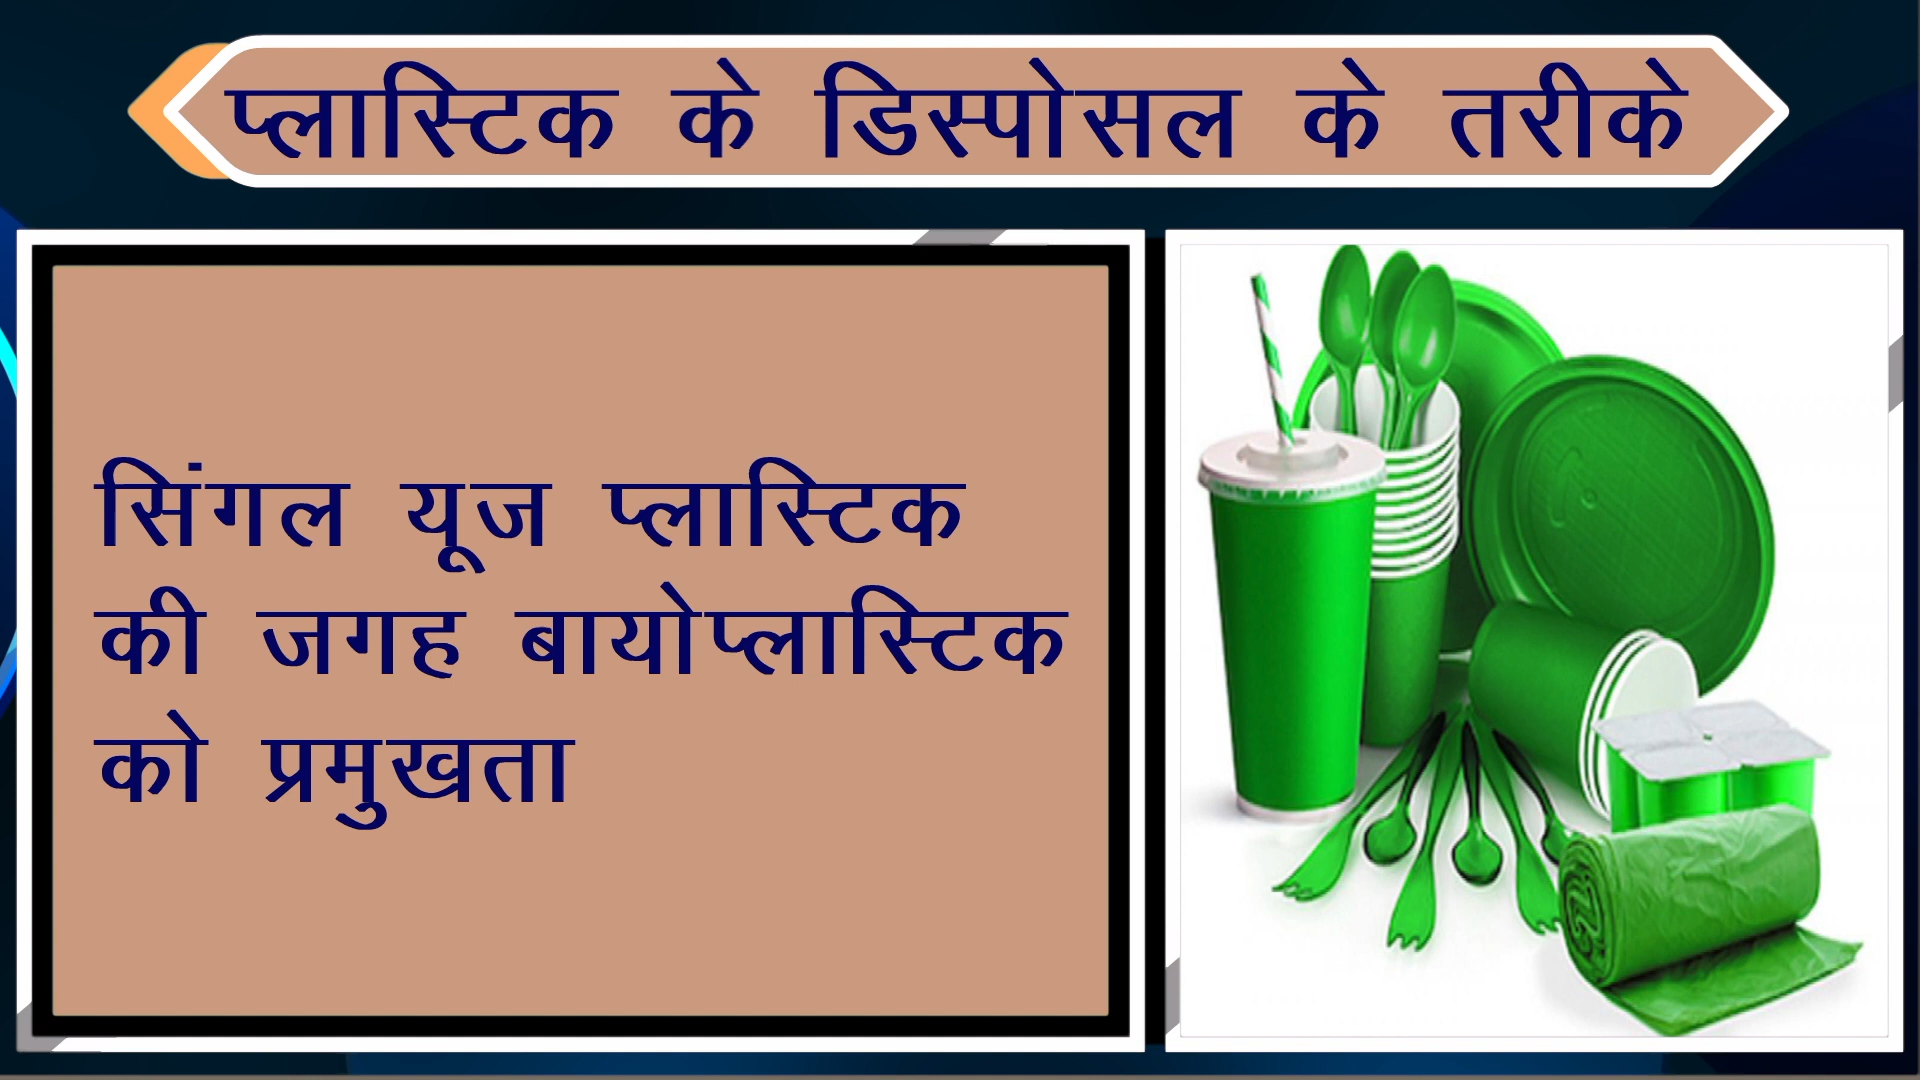 प्लास्टिक के डिस्पोसल के तरीके
सिंगल यूज प्लास्टिक
की जगह बायोप्लास्टिक
को प्रमुखता